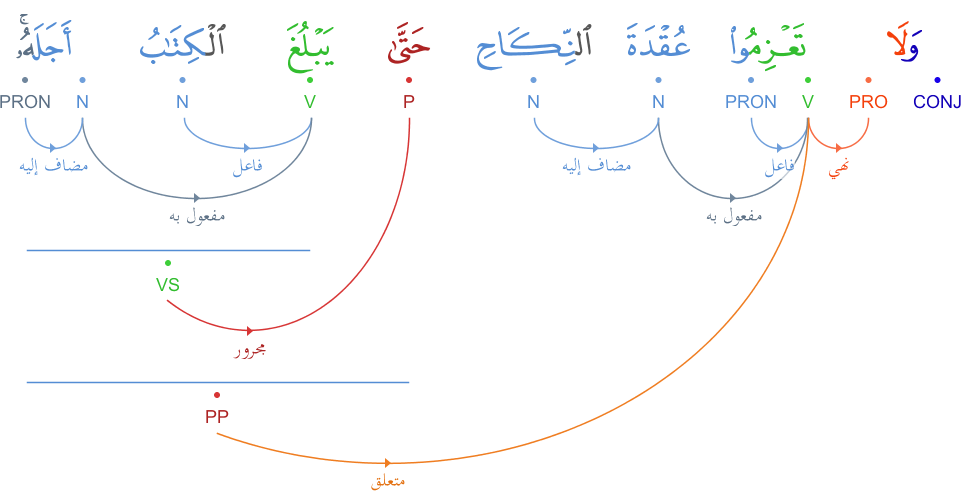 وَلَا تَعْزِمُوا۟ عُقْدَةَ ٱلنِّكَاحِ حَتَّىٰ يَبْلُغَ ٱلْكِتَـٰبُ أَجَلَهُۥ ۚ
CONJ PRO V PRON N N P V N N PRON
نهي فاعل مضاف إليه فاعل مضاف إليه
مفعول به مفعول به
VS
مجرور
PP
متعلق